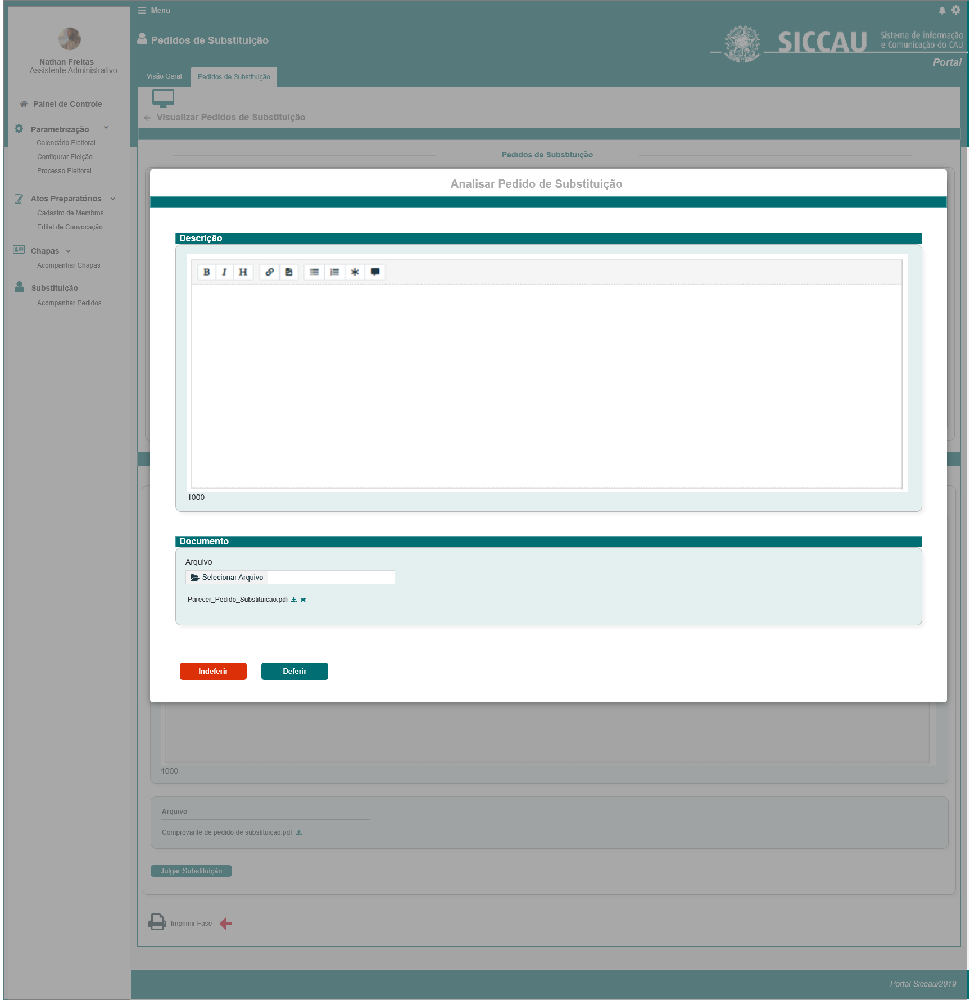 Menu
Pedidos de Substituição
SICCAU
Sistema de informação
e Comunicação do CAU
Portal
Nathan Freitas
Assistente Administrativo
Visão Geral
Pedidos de Substituição
Painel de Controle
Visualizar Pedidos de Substituição
Parametrização
Calendário Eleitoral
Configurar Eleição
Processo Eleitoral
Atos Preparatórios
Cadastro de Membros
Edital de Convocação
Chapas
Acompanhar Chapas
Substituição
Acompanhar Pedidos
Pedidos de Substituição
Analisar Pedido de Substituição
Descrição
B I H
1000
Documento
Arquivo
Selecionar Arquivo
Parecer_Pedido_Substituicao.pdf
Indeferir
Deferir
1000
Arquivo
Comprovante de pedido de substituicao.pdf
Julgar Substituição
Imprimir Fase
Portal Siccau/2019